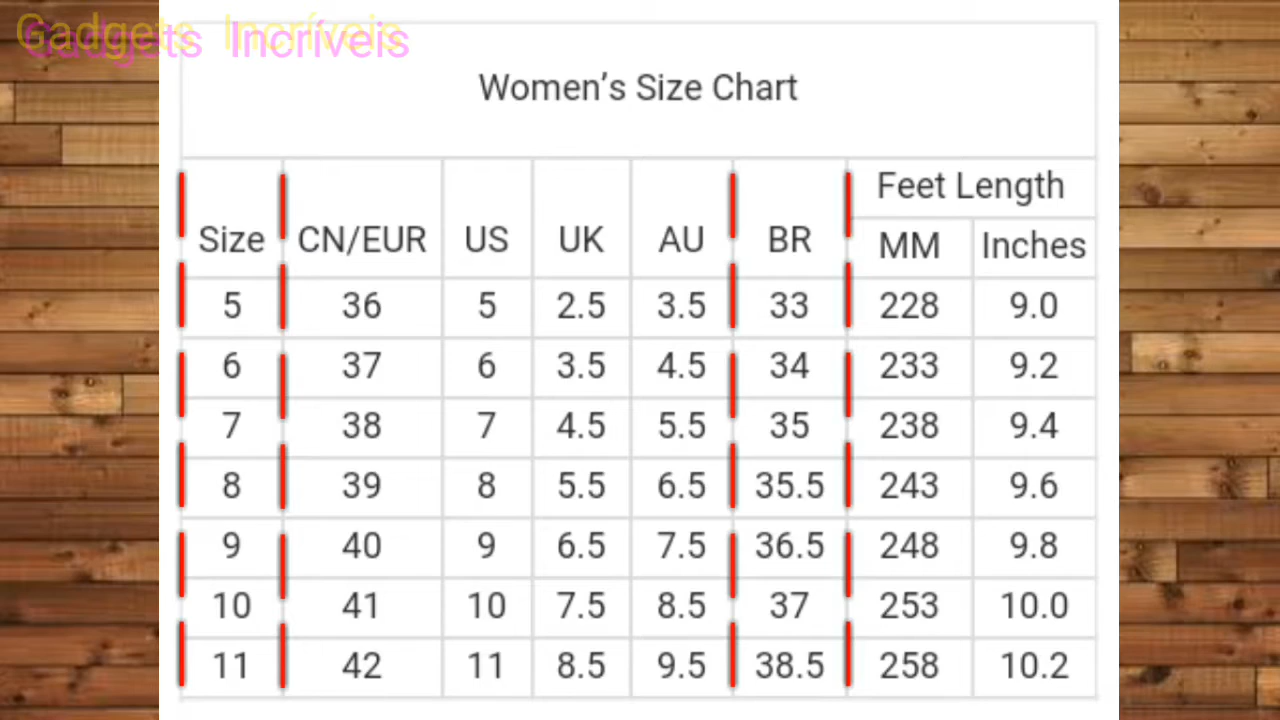 Gadgets Incríveis
Women’s Size Chart
Size CN/EUR US UK AU BR Feet Length
MM Inches
5 36 5 2.5 3.5 33 228 9.0
6 37 6 3.5 4.5 34 233 9.2
7 38 7 4.5 5.5 35 238 9.4
8 39 8 5.5 6.5 35.5 243 9.6
9 40 9 6.5 7.5 36.5 248 9.8
10 41 10 7.5 8.5 37 253 10.0
11 42 11 8.5 9.5 38.5 258 10.2